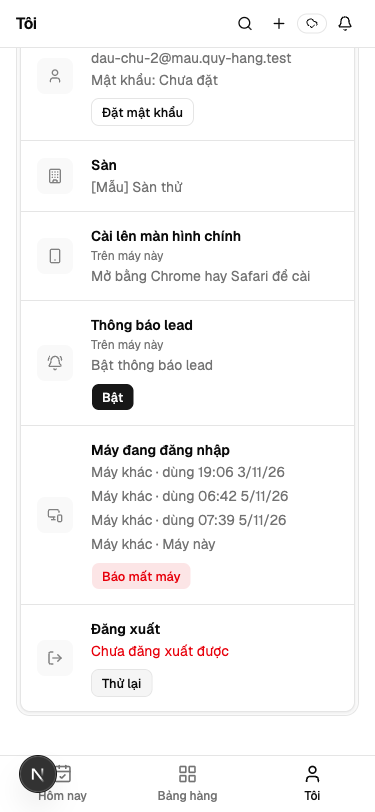 Tôi
dau-chu-2@mau.quy-hang.test
Mật khẩu: Chưa đặt
Đặt mật khẩu
Sàn
[Mẫu] Sàn thử
Cài lên màn hình chính
Trên máy này
Mở bằng Chrome hay Safari để cài
Thông báo lead
Trên máy này
Bật thông báo lead
Bật
Máy đang đăng nhập
Máy khác · dùng 19:06 3/11/26
Máy khác · dùng 06:42 5/11/26
Máy khác · dùng 07:39 5/11/26
Máy khác · Máy này
Báo mất máy
Đăng xuất
Chưa đăng xuất được
Thử lại
N
Hôm nay
Bảng hàng
Tôi